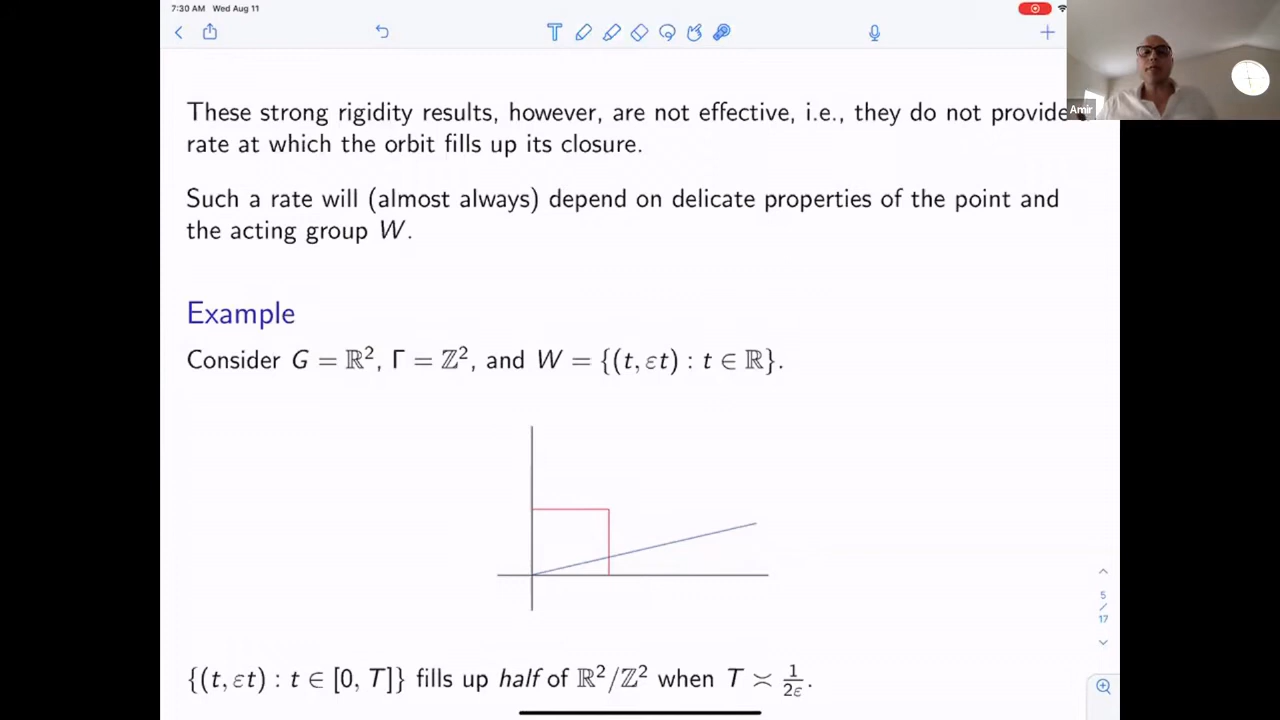 7:30 AM Wed Aug 11
Amir
These strong rigidity results, however, are not effective, i.e., they do not provide
rate at which the orbit fills up its closure.
Such a rate will (almost always) depend on delicate properties of the point and
the acting group W.
Example
Consider G = ℝ², Γ = ℤ², and W = {(t, εt) : t ∈ ℝ}.
5
/
17
{(t, εt) : t ∈ [0, T]} fills up half of ℝ²/ℤ² when T ≍ 1/2ε.